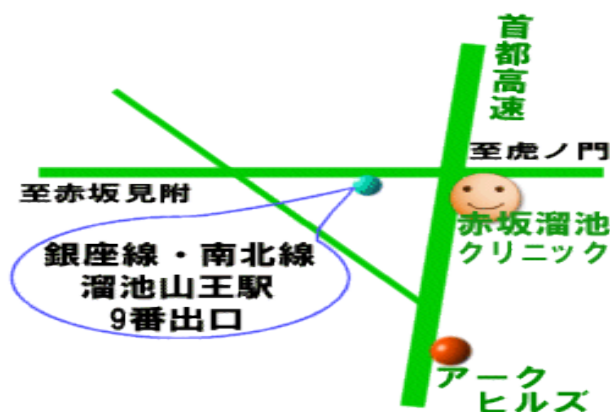 首都高速
至虎ノ門
至赤坂見附
赤坂溜池
クリニック
銀座線・南北線
溜池山王駅
9番出口
アーク
ヒルズ